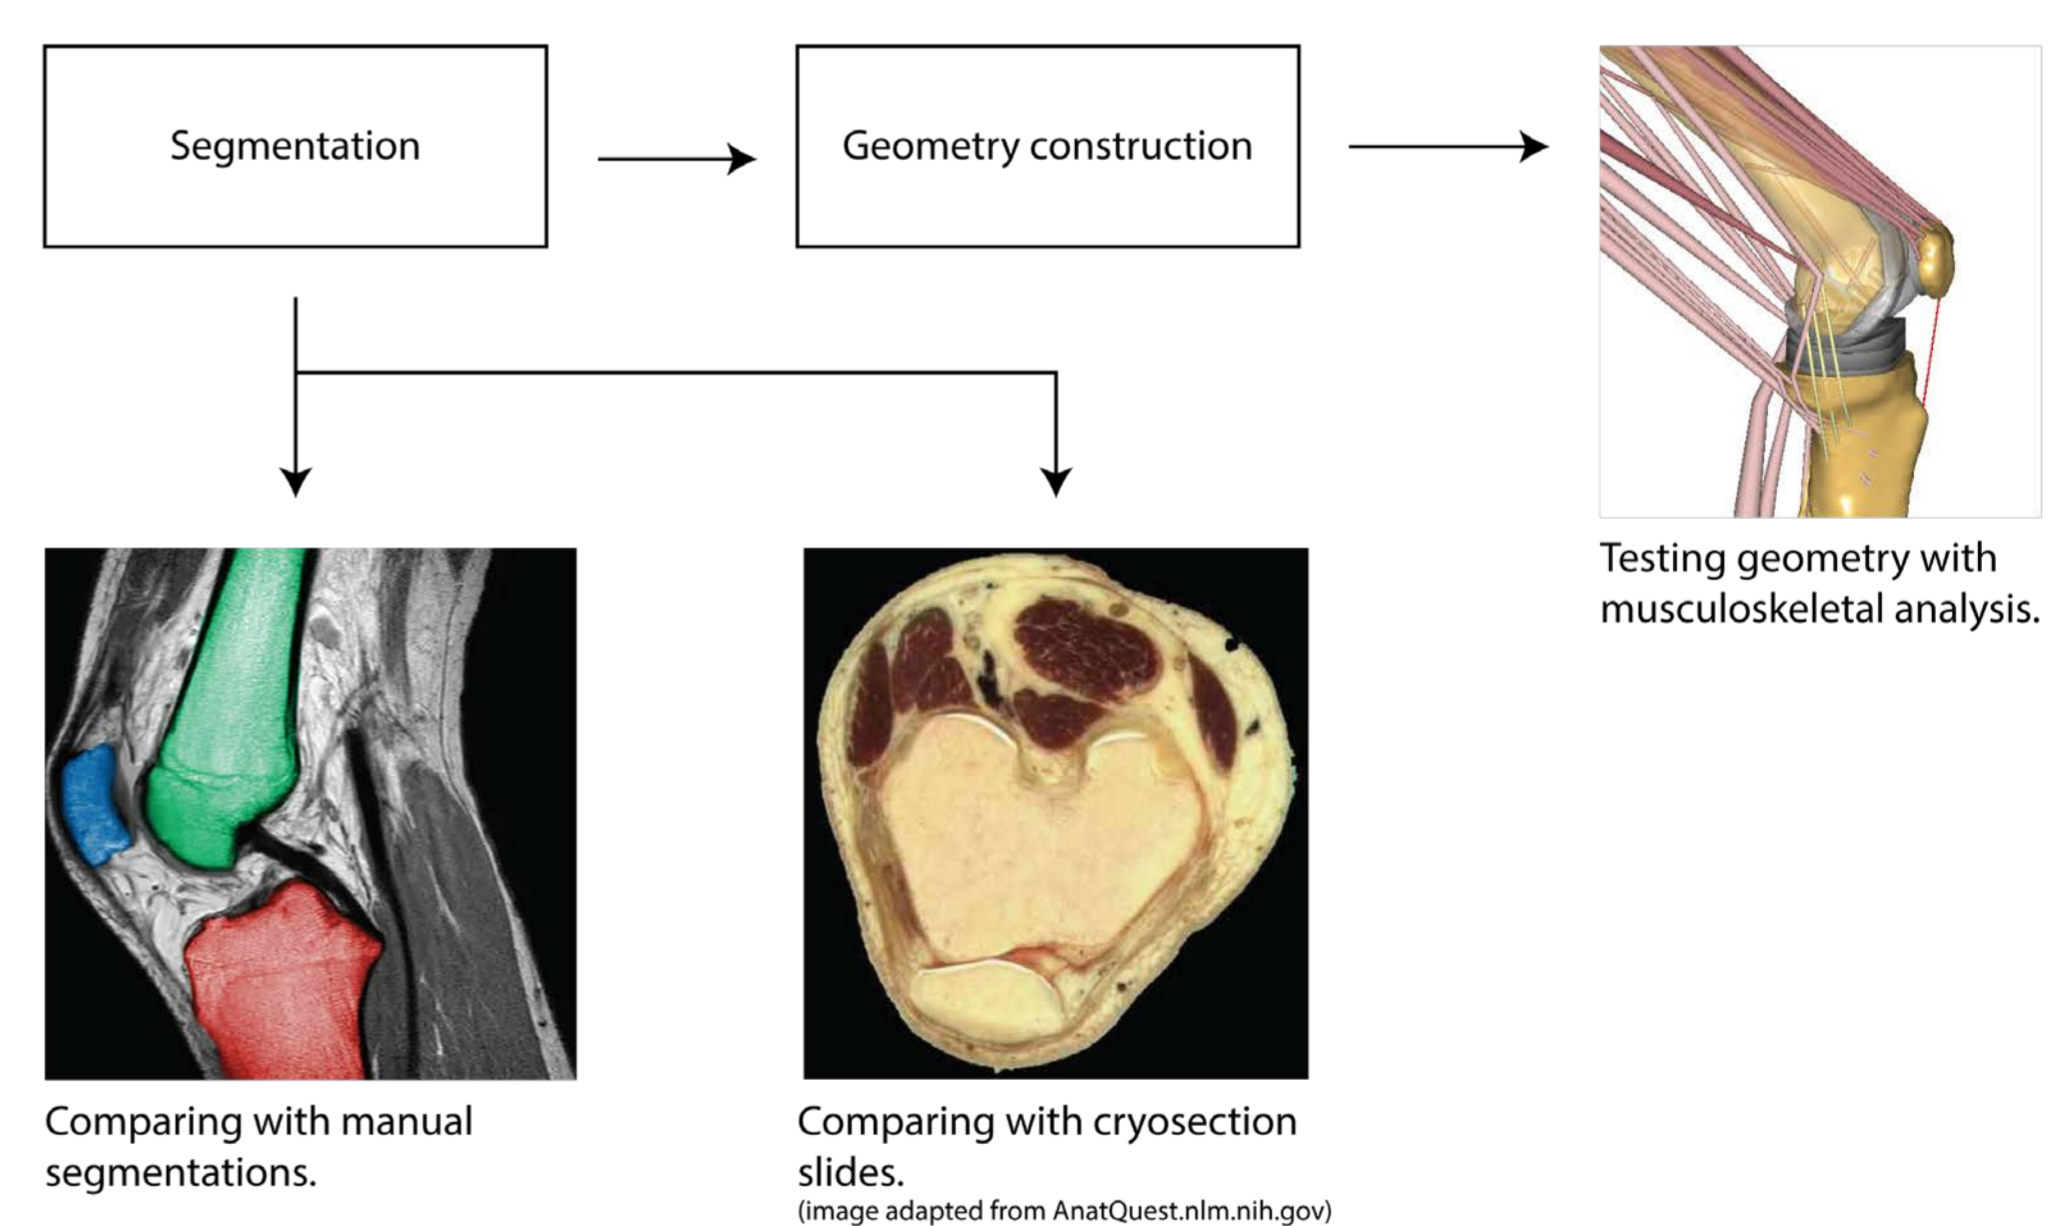 Segmentation
Geometry construction
Testing geometry with
musculoskeletal analysis.
Comparing with manual
segmentations.
Comparing with cryosection
slides.
(image adapted from AnatQuest.nlm.nih.gov)